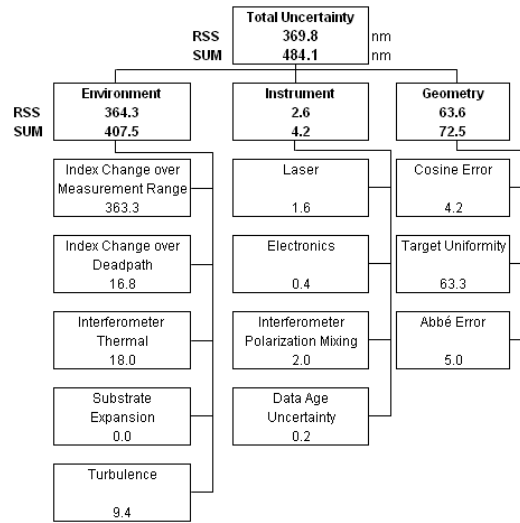 Total Uncertainty
RSS 369.8 nm
SUM 484.1 nm
Environment
RSS 364.3
SUM 407.5
Instrument
2.6
4.2
Geometry
63.6
72.5
Index Change over
Measurement Range
363.3
Index Change over
Deadpath
16.8
Interferometer
Thermal
18.0
Substrate
Expansion
0.0
Turbulence
9.4
Laser
1.6
Electronics
0.4
Interferometer
Polarization Mixing
2.0
Data Age
Uncertainty
0.2
Cosine Error
4.2
Target Uniformity
63.3
Abbé Error
5.0